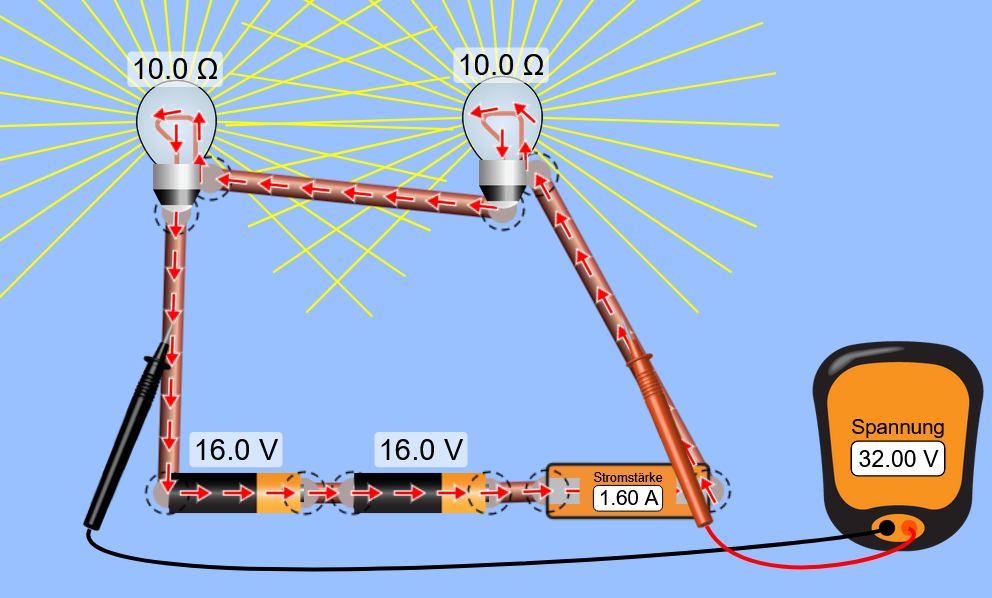 10.0 Ω
10.0 Ω
16.0 V
16.0 V
Stromstärke
1.60 A
Spannung
32.00 V